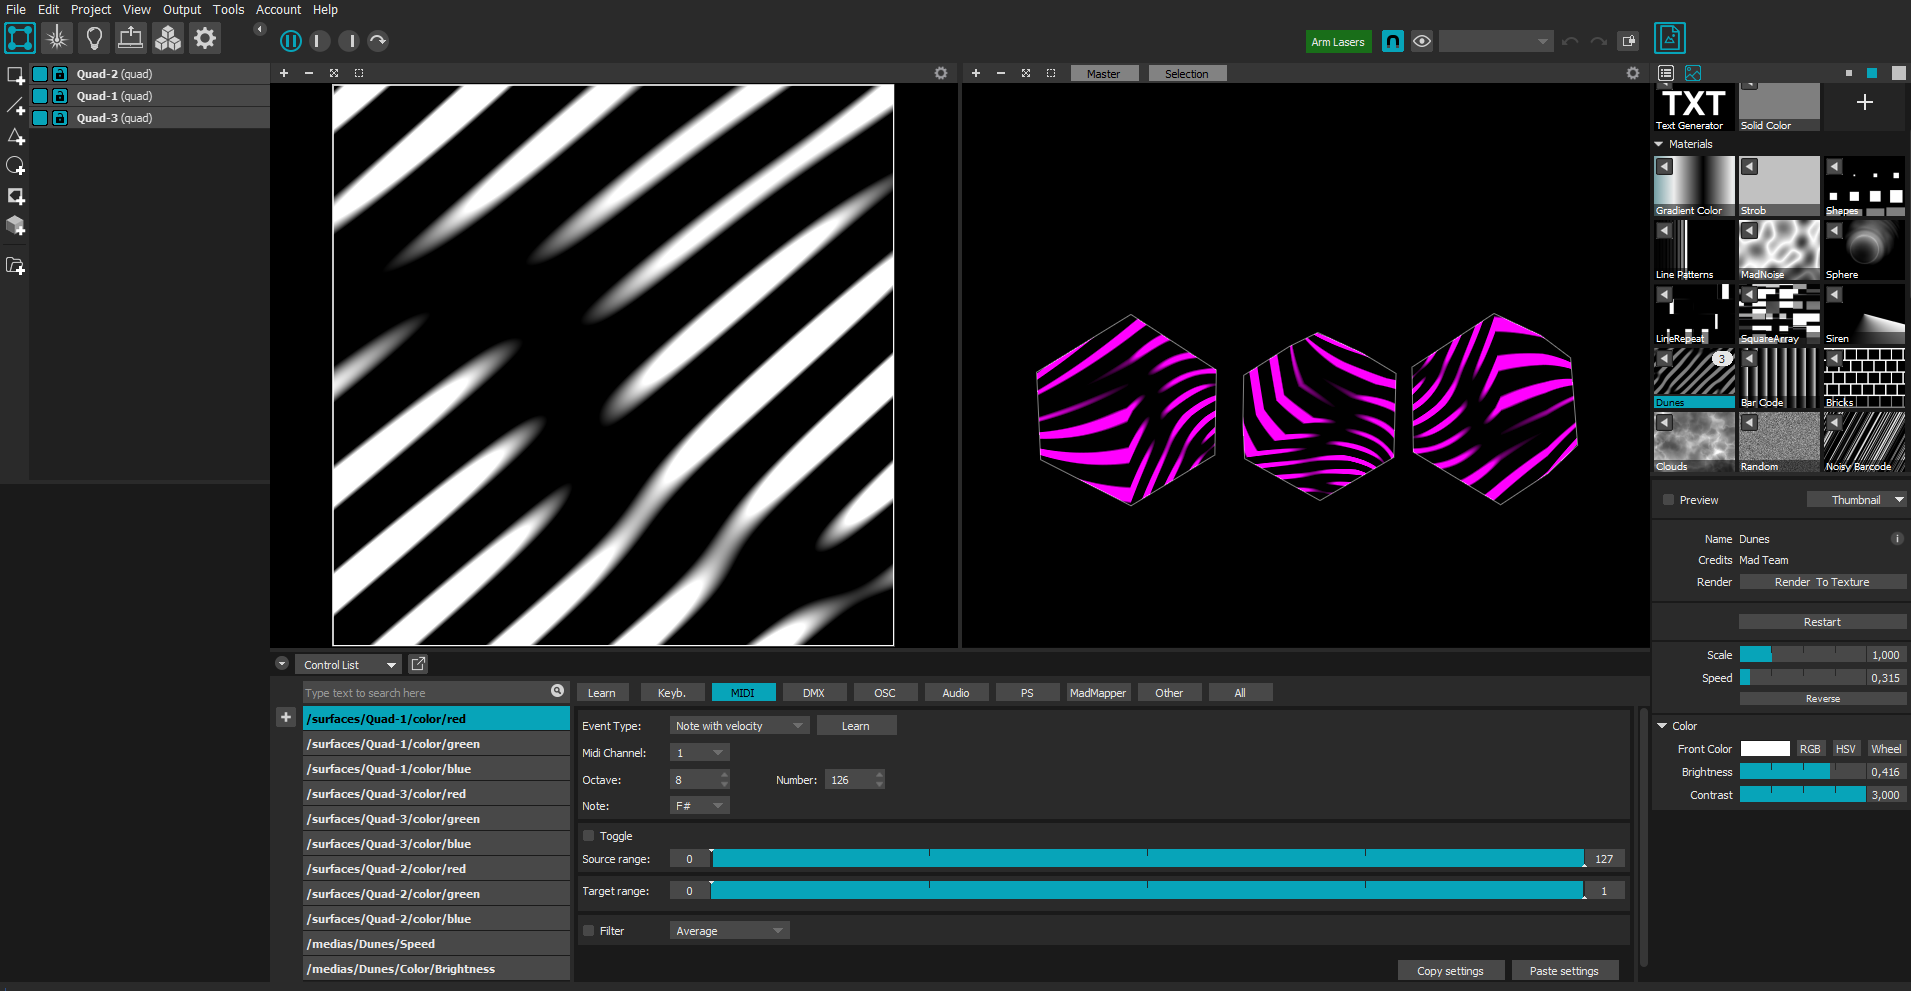 File Edit Project View Output Tools Account Help
Arm Lasers
Quad-2 (quad)
Quad-1 (quad)
Quad-3 (quad)
Master Selection
TXT
Text Generator Solid Color
Materials
Gradient Color Strob Shapes
Line Patterns MadNoise Sphere
LineRepeat SquareArray Siren
3
Dunes Bar Code Bricks
Clouds Random Noisy Barcode
Preview Thumbnail
Name Dunes
Credits Mad Team
Render Render To Texture
Restart
Scale 1,000
Speed 0,315
Reverse
Color
Front Color RGB HSV Wheel
Brightness 0,416
Contrast 3,000
Control List
Type text to search here
Learn Keyb. MIDI DMX OSC Audio PS MadMapper Other All
/surfaces/Quad-1/color/red
/surfaces/Quad-1/color/green
/surfaces/Quad-1/color/blue
/surfaces/Quad-3/color/red
/surfaces/Quad-3/color/green
/surfaces/Quad-3/color/blue
/surfaces/Quad-2/color/red
/surfaces/Quad-2/color/green
/surfaces/Quad-2/color/blue
/medias/Dunes/Speed
/medias/Dunes/Color/Brightness
Event Type: Note with velocity Learn
Midi Channel: 1
Octave: 8 Number: 126
Note: F#
Toggle
Source range: 0 127
Target range: 0 1
Filter Average
Copy settings Paste settings